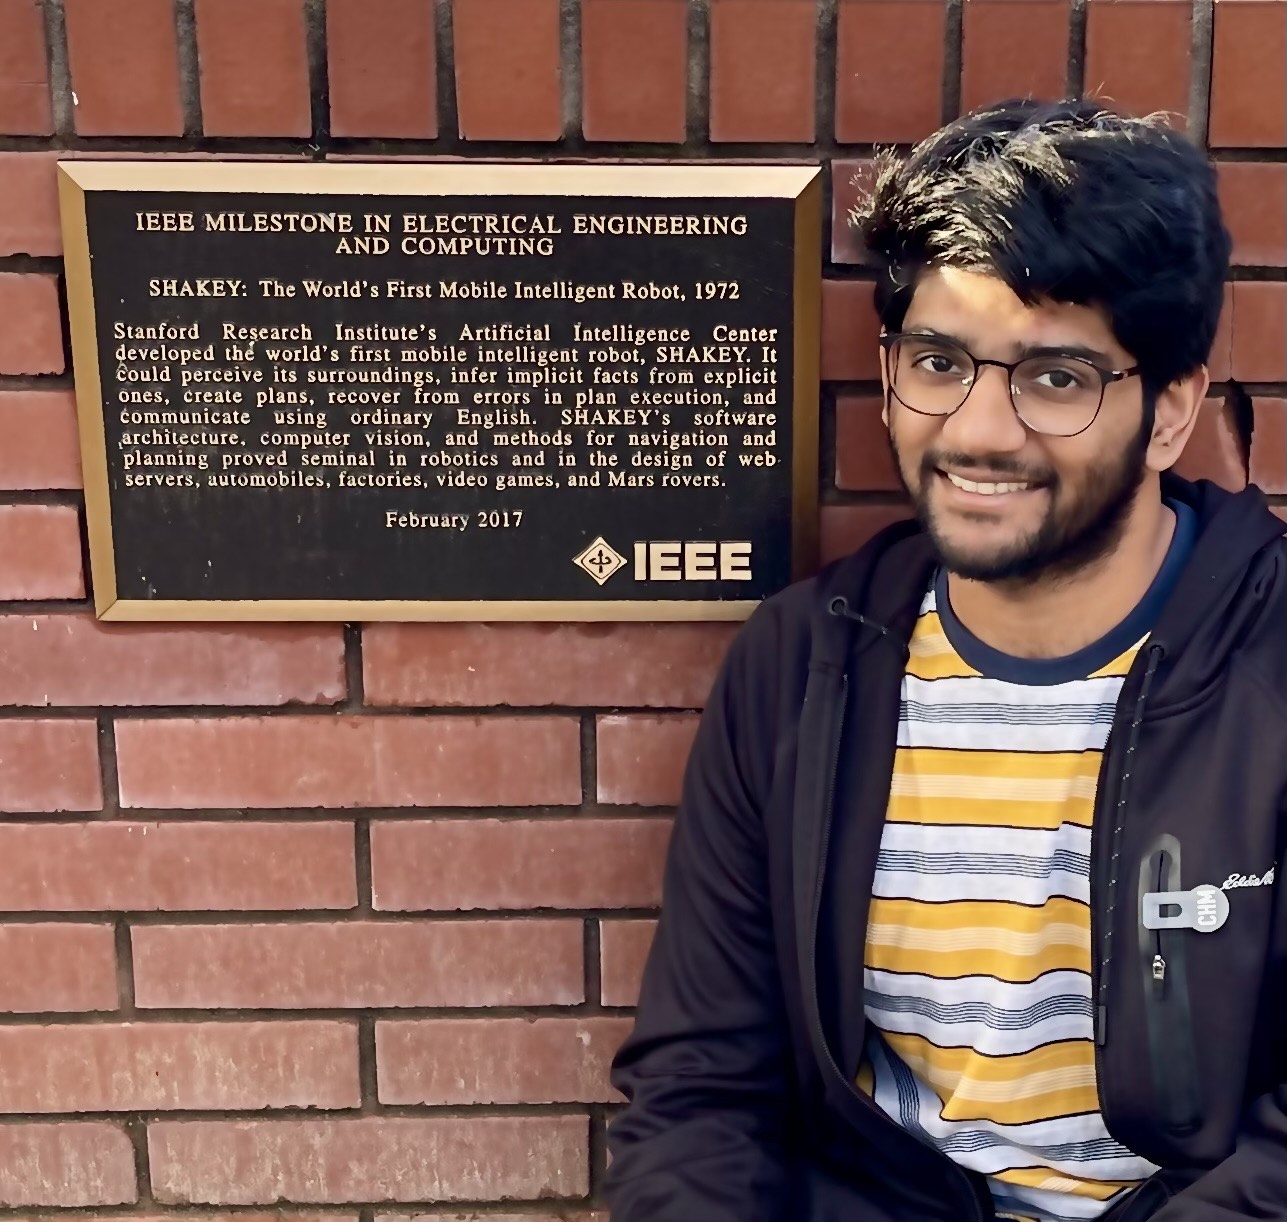 IEEE MILESTONE IN ELECTRICAL ENGINEERING
AND COMPUTING
SHAKEY: The World's First Mobile Intelligent Robot, 1972
Stanford Research Institute's Artificial Intelligence Center
developed the world's first mobile intelligent robot, SHAKEY. It
could perceive its surroundings, infer implicit facts from explicit
ones, create plans, recover from errors in plan execution, and
communicate using ordinary English. SHAKEY's software
architecture, computer vision, and methods for navigation and
planning proved seminal in robotics and in the design of web
servers, automobiles, factories, video games, and Mars rovers.
February 2017
IEEE
CHM
Eddie